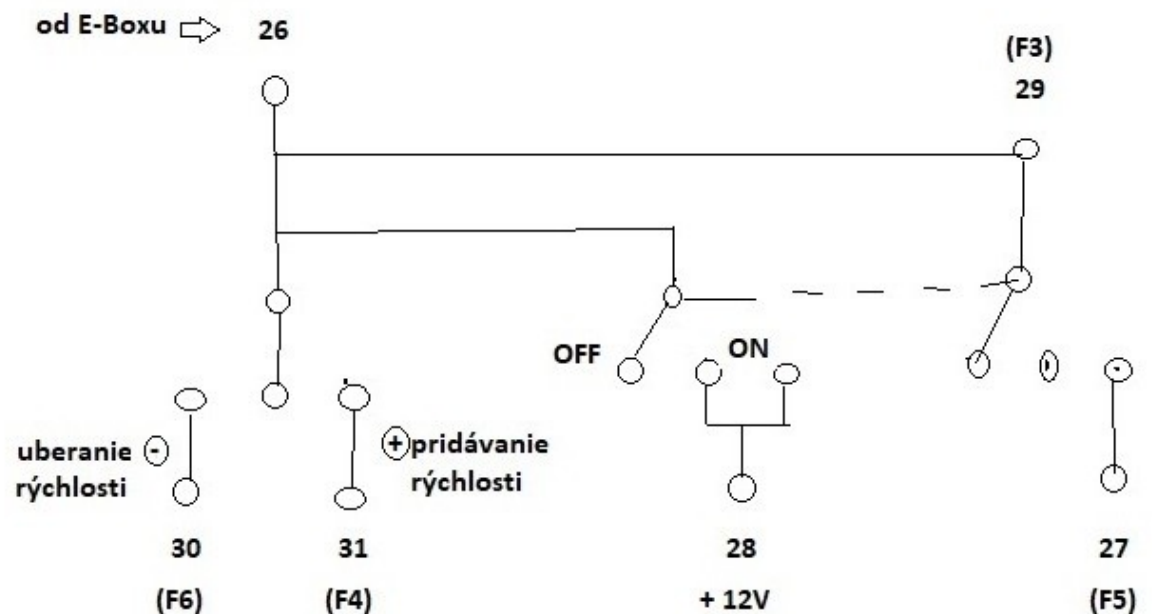 od E-Boxu
26
(F3)
29
OFF
ON
- uberanie
rýchlosti
+ pridávanie
rýchlosti
30
31
28
27
(F6)
(F4)
+ 12V
(F5)